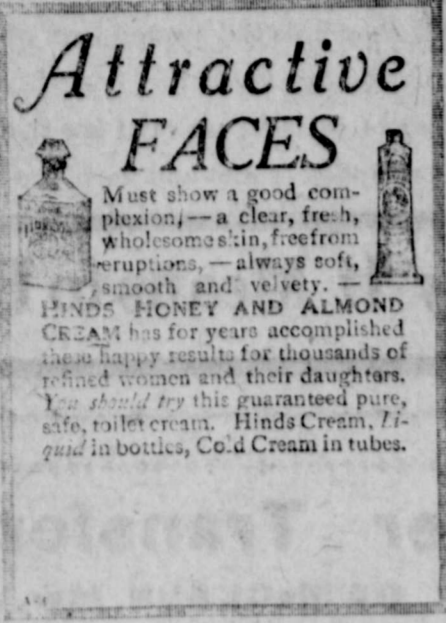 Attractive
FACES
Must show a good com-
plexion,—a clear, fresh,
wholesome skin, free from
eruptions,—always soft,
smooth and velvety.—
HINDS HONEY AND ALMOND
CREAM has for years accomplished
these happy results for thousands of
refined women and their daughters.
You should try this guaranteed pure,
safe, toilet cream. Hinds Cream, Li-
quid in bottles, Cold Cream in tubes.